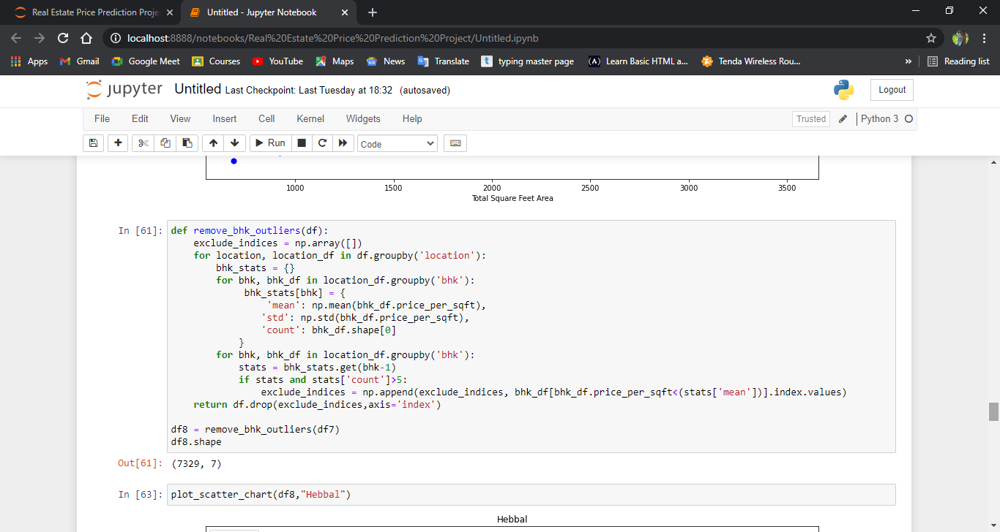 Real Estate Price Prediction Proje
Untitled - Jupyter Notebook
localhost:8888/notebooks/Real%20Estate%20Price%20Prediction%20Project/Untitled.ipynb
Apps Gmail Google Meet Courses YouTube Maps News Translate typing master page Learn Basic HTML a... Tenda Wireless Rou... » Reading list
jupyter Untitled Last Checkpoint: Last Tuesday at 18:32 (autosaved) Logout
File Edit View Insert Cell Kernel Widgets Help Trusted Python 3
Run Code
1000 1500 2000 2500 3000 3500
Total Square Feet Area
In [61]: def remove_bhk_outliers(df):
    exclude_indices = np.array([])
    for location, location_df in df.groupby('location'):
        bhk_stats = {}
        for bhk, bhk_df in location_df.groupby('bhk'):
             bhk_stats[bhk] = {
                 'mean': np.mean(bhk_df.price_per_sqft),
                'std': np.std(bhk_df.price_per_sqft),
                'count': bhk_df.shape[0]
            }
        for bhk, bhk_df in location_df.groupby('bhk'):
            stats = bhk_stats.get(bhk-1)
            if stats and stats['count']>5:
                exclude_indices = np.append(exclude_indices, bhk_df[bhk_df.price_per_sqft<(stats['mean'])].index.values)
    return df.drop(exclude_indices,axis='index')
df8 = remove_bhk_outliers(df7)
df8.shape
Out[61]: (7329, 7)
In [63]: plot_scatter_chart(df8,"Hebbal")
Hebbal